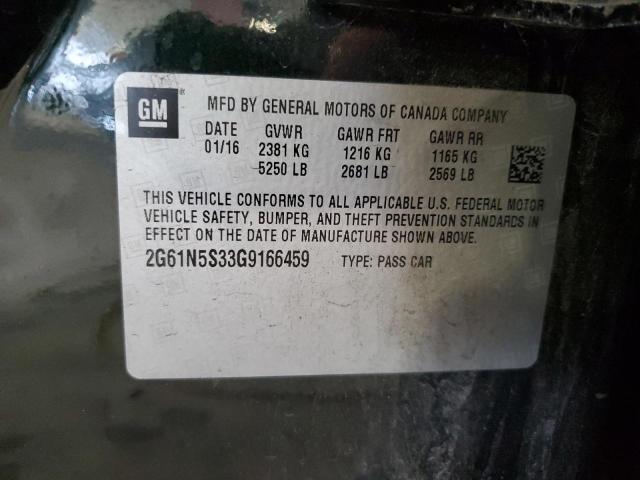 GM ® MFD BY GENERAL MOTORS OF CANADA COMPANY
DATE GVWR GAWR FRT GAWR RR
01/16 2381 KG 1216 KG 1165 KG
5250 LB 2681 LB 2569 LB
THIS VEHICLE CONFORMS TO ALL APPLICABLE U.S. FEDERAL MOTOR
VEHICLE SAFETY, BUMPER, AND THEFT PREVENTION STANDARDS IN
EFFECT ON THE DATE OF MANUFACTURE SHOWN ABOVE.
2G61N5S33G9166459 TYPE: PASS CAR